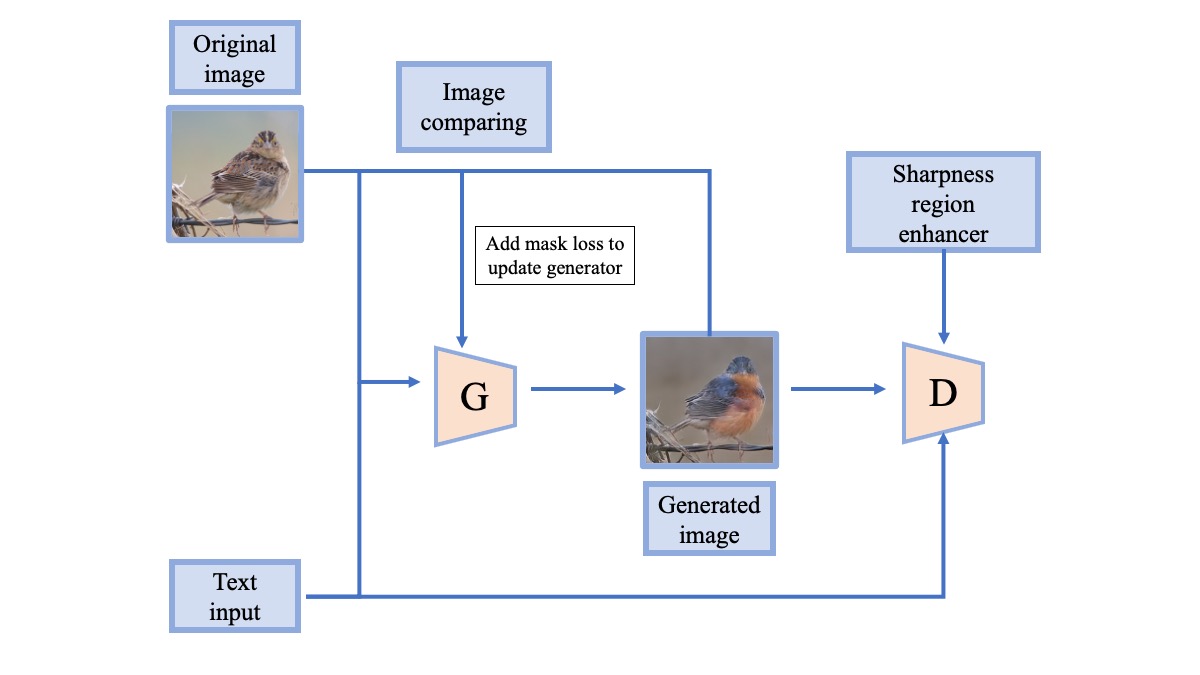 Original
image
Image
comparing
Sharpness
region
enhancer
Add mask loss to
update generator
G
D
Generated
image
Text
input